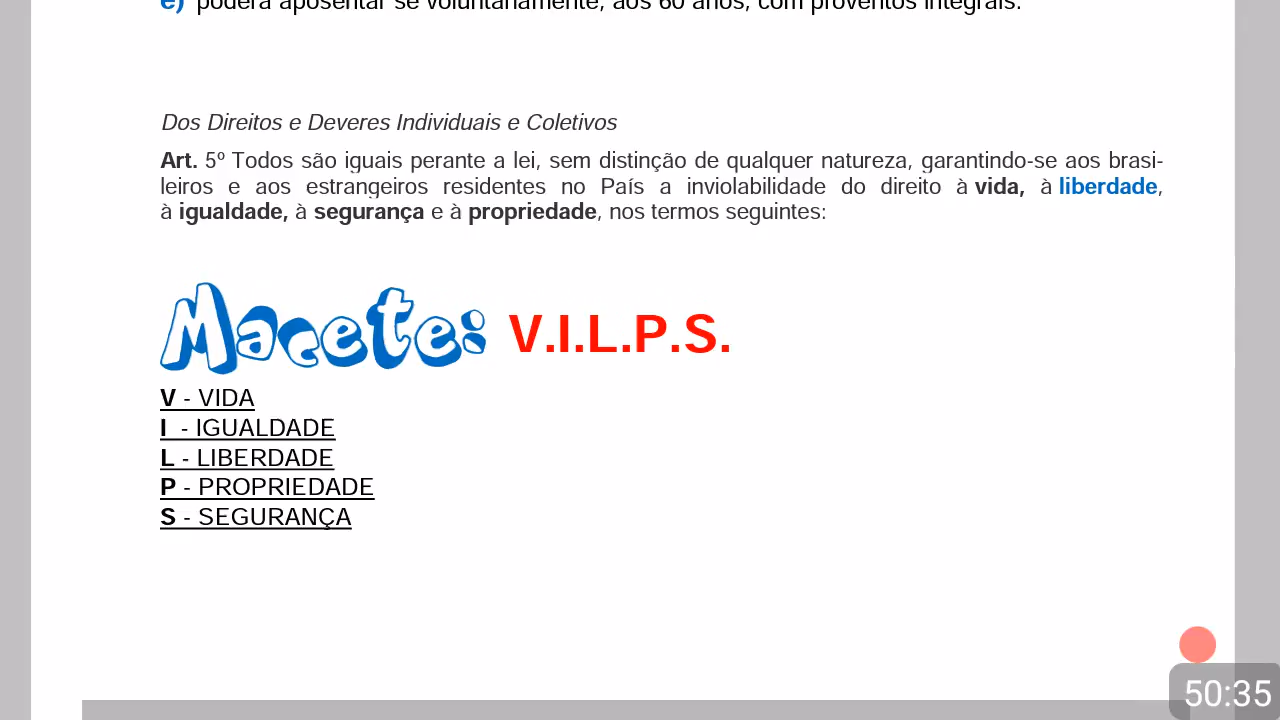 e) poderá aposentar se voluntariamente, aos 60 anos, com proventos integrais.
Dos Direitos e Deveres Individuais e Coletivos
Art. 5º Todos são iguais perante a lei, sem distinção de qualquer natureza, garantindo-se aos brasi-
leiros e aos estrangeiros residentes no País a inviolabilidade do direito à vida, à liberdade,
à igualdade, à segurança e à propriedade, nos termos seguintes:
Macete: V.I.L.P.S.
V - VIDA
I - IGUALDADE
L - LIBERDADE
P - PROPRIEDADE
S - SEGURANÇA
50:35